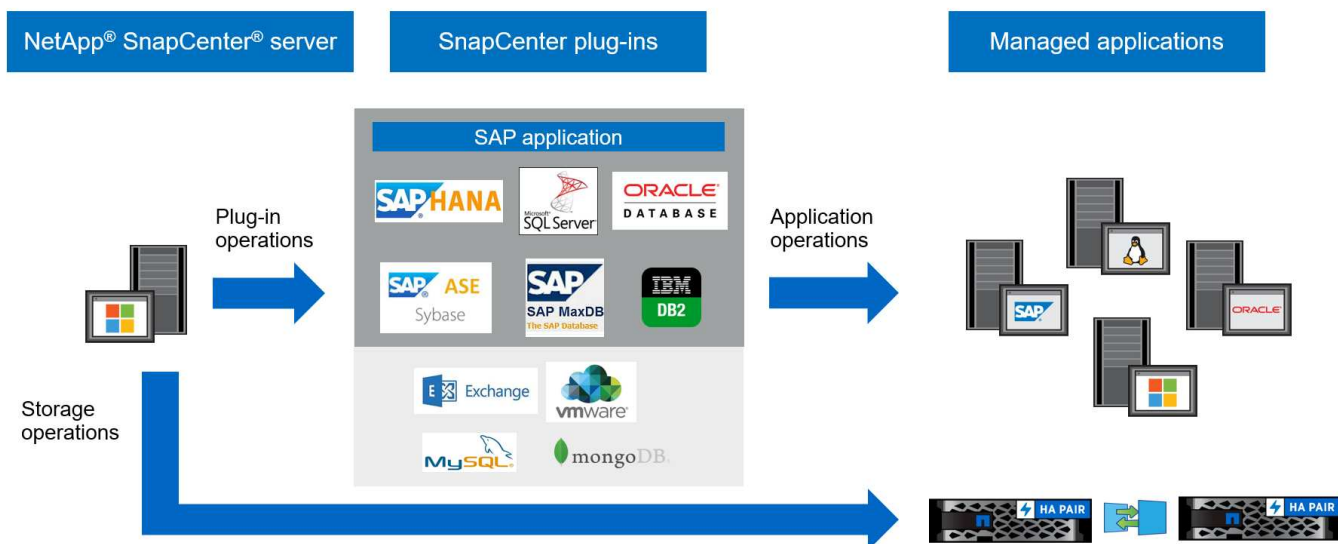 NetApp® SnapCenter® server
SnapCenter plug-ins
Managed applications
SAP application
SAP® HANA
Microsoft®
SQL Server®
ORACLE®
DATABASE
Plug-in
operations
Application
operations
SAP® ASE
Sybase
SAP
SAP MaxDB
The SAP Database
IBM
DB2
SAP
ORACLE
Storage
operations
E Exchange
vmware®
MySQL®
mongoDB
HA PAIR
HA PAIR